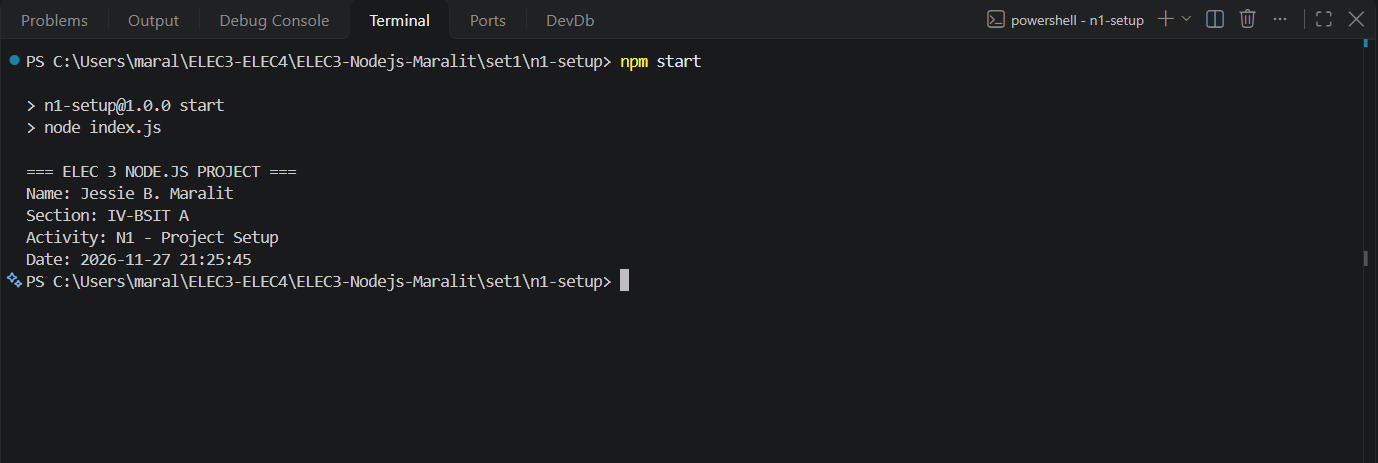 Problems Output Debug Console Terminal Ports DevDb powershell - n1-setup
PS C:\Users\maral\ELEC3-ELEC4\ELEC3-Nodejs-Maralit\set1\n1-setup> npm start
> n1-setup@1.0.0 start
> node index.js
=== ELEC 3 NODE.JS PROJECT ===
Name: Jessie B. Maralit
Section: IV-BSIT A
Activity: N1 - Project Setup
Date: 2026-11-27 21:25:45
PS C:\Users\maral\ELEC3-ELEC4\ELEC3-Nodejs-Maralit\set1\n1-setup>